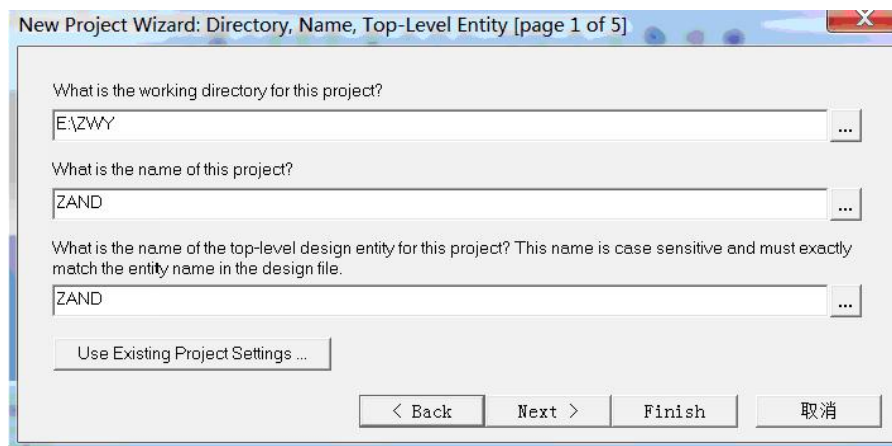 New Project Wizard: Directory, Name, Top-Level Entity [page 1 of 5]
What is the working directory for this project?
E:\ZWY
...
What is the name of this project?
ZAND
...
What is the name of the top-level design entity for this project? This name is case sensitive and must exactly
match the entity name in the design file.
ZAND
...
Use Existing Project Settings ...
< Back Next > Finish 取消